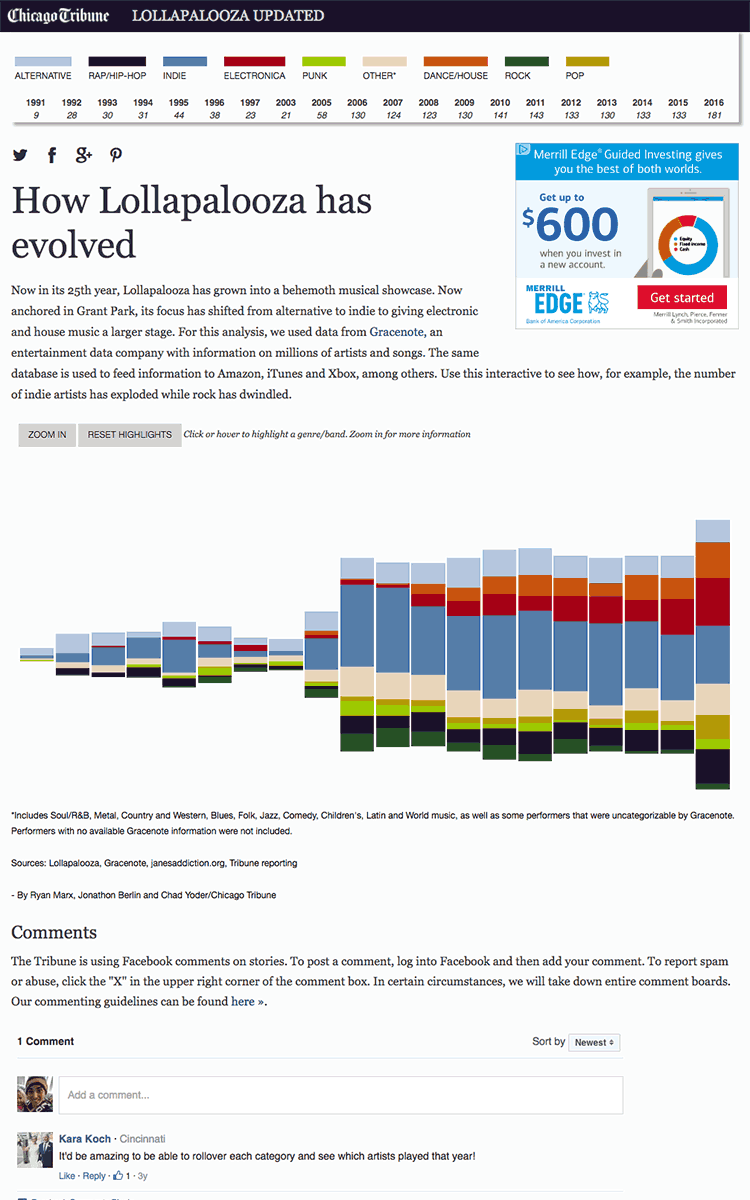 Chicago Tribune LOLLAPALOOZA UPDATED
ALTERNATIVE RAP/HIP-HOP INDIE ELECTRONICA PUNK OTHER* DANCE/HOUSE ROCK POP
1991 1992 1993 1994 1995 1996 1997 2003 2005 2006 2007 2008 2009 2010 2011 2012 2013 2014 2015 2016
9 28 30 31 44 38 23 21 58 130 124 123 130 141 143 133 130 133 133 181
Merrill Edge® Guided Investing gives
you the best of both worlds.
Get up to
$600
when you invest in
a new account.
Equity
Fixed Income
Cash
MERRILL
EDGE
Bank of America Corporation
Get started
Merrill Lynch, Pierce, Fenner
& Smith Incorporated
How Lollapalooza has
evolved
Now in its 25th year, Lollapalooza has grown into a behemoth musical showcase. Now
anchored in Grant Park, its focus has shifted from alternative to indie to giving electronic
and house music a larger stage. For this analysis, we used data from Gracenote, an
entertainment data company with information on millions of artists and songs. The same
database is used to feed information to Amazon, iTunes and Xbox, among others. Use this interactive to see how, for example, the number
of indie artists has exploded while rock has dwindled.
ZOOM IN RESET HIGHLIGHTS Click or hover to highlight a genre/band. Zoom in for more information
*Includes Soul/R&B, Metal, Country and Western, Blues, Folk, Jazz, Comedy, Children's, Latin and World music, as well as some performers that were uncategorizable by Gracenote.
Performers with no available Gracenote information were not included.
Sources: Lollapalooza, Gracenote, janesaddiction.org, Tribune reporting
- By Ryan Marx, Jonathon Berlin and Chad Yoder/Chicago Tribune
Comments
The Tribune is using Facebook comments on stories. To post a comment, log into Facebook and then add your comment. To report spam
or abuse, click the "X" in the upper right corner of the comment box. In certain circumstances, we will take down entire comment boards.
Our commenting guidelines can be found here ».
1 Comment Sort by Newest
Add a comment...
Kara Koch · Cincinnati
It'd be amazing to be able to rollover each category and see which artists played that year!
Like · Reply · 1 · 3y